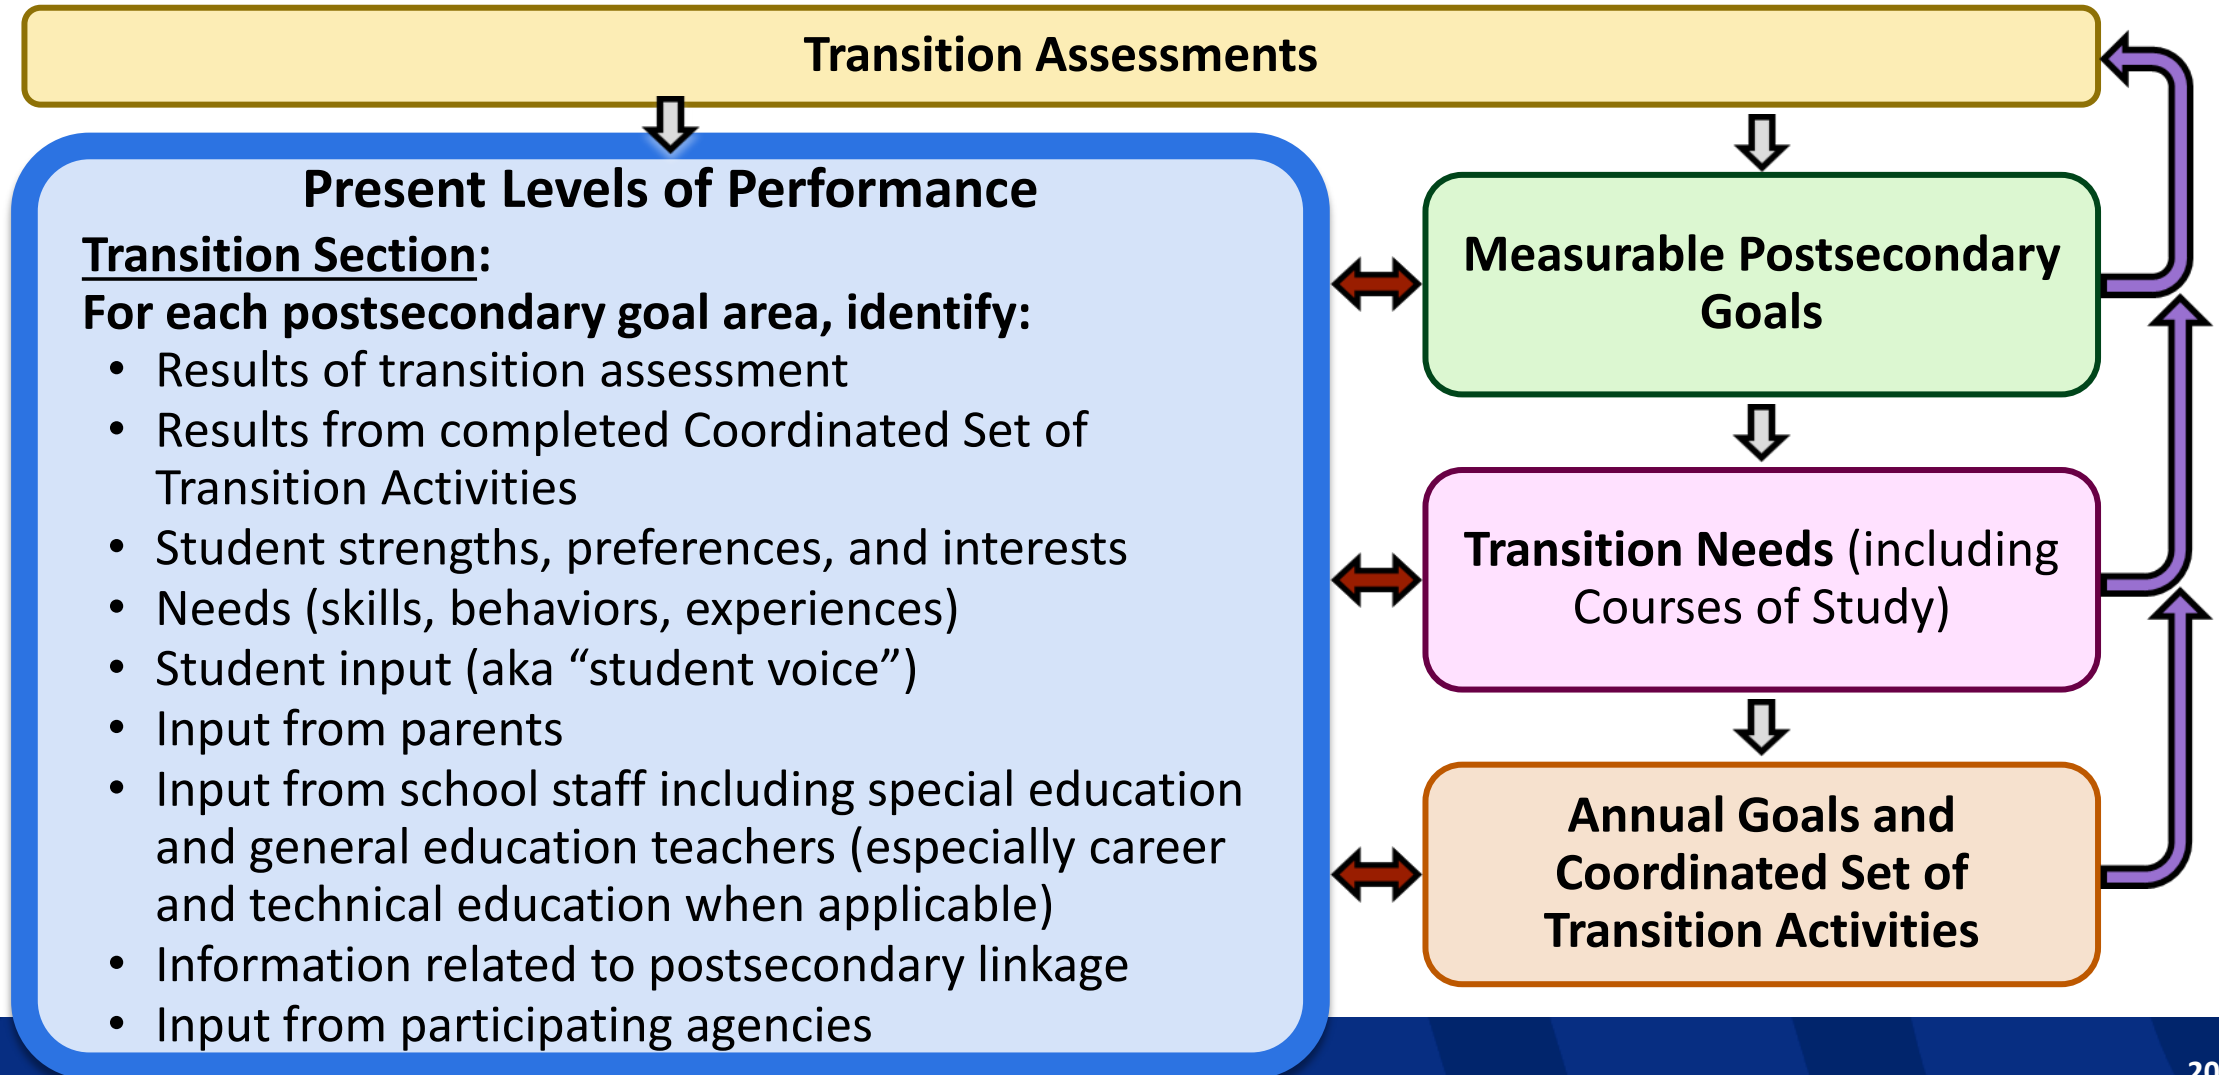 Transition Assessments
Present Levels of Performance
Transition Section:
For each postsecondary goal area, identify:
• Results of transition assessment
• Results from completed Coordinated Set of
Transition Activities
• Student strengths, preferences, and interests
• Needs (skills, behaviors, experiences)
• Student input (aka “student voice”)
• Input from parents
• Input from school staff including special education
and general education teachers (especially career
and technical education when applicable)
• Information related to postsecondary linkage
• Input from participating agencies
Measurable Postsecondary
Goals
Transition Needs (including
Courses of Study)
Annual Goals and
Coordinated Set of
Transition Activities
20